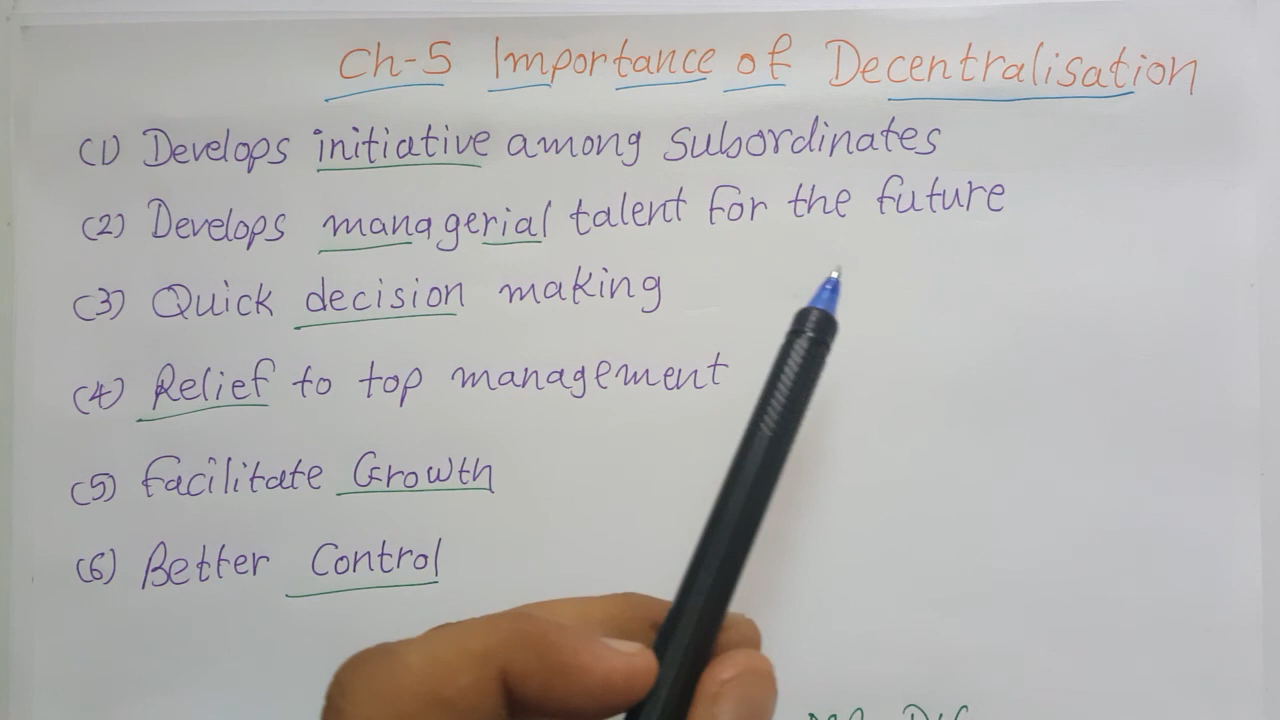 Ch-5 Importance of Decentralisation
(1) Develops initiative among subordinates
(2) Develops managerial talent for the future
(3) Quick decision making
(4) Relief to top management
(5) Facilitate Growth
(6) Better Control